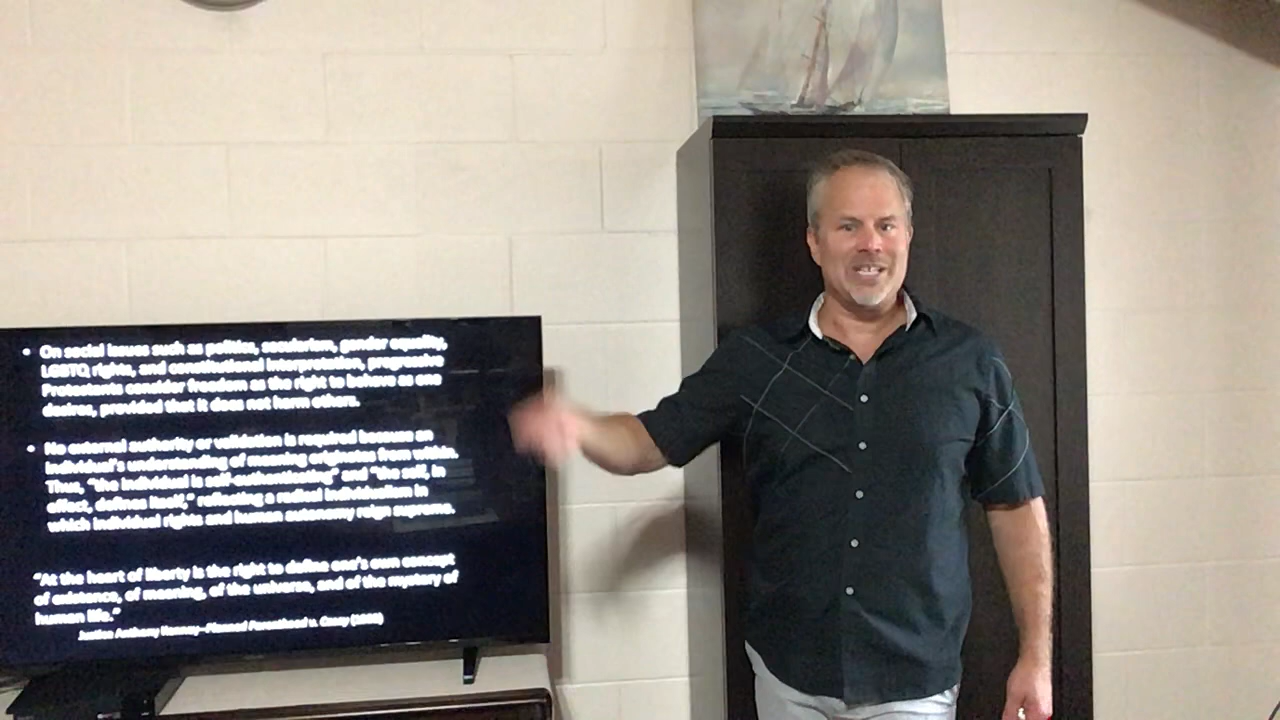 • On social issues such as politics, secularism, gender equality,
LGBTQ rights, and constitutional interpretation, progressive
Protestants consider freedom as the right to behave as one
desires, provided that it does not harm others.
• No external authority or validation is required because an
individual's understanding of meaning originates from within.
Thus, "the individual is self-autonomizing" "the self, in
effect, defines itself," reflecting a radical individualism in
which individual rights and human autonomy reign supreme.
"At the heart of liberty is the right to define one's own concept
of existence, of meaning, of the universe, and of the mystery of
human life."
Justice Anthony Kennedy—Planned Parenthood v. Casey (1992)